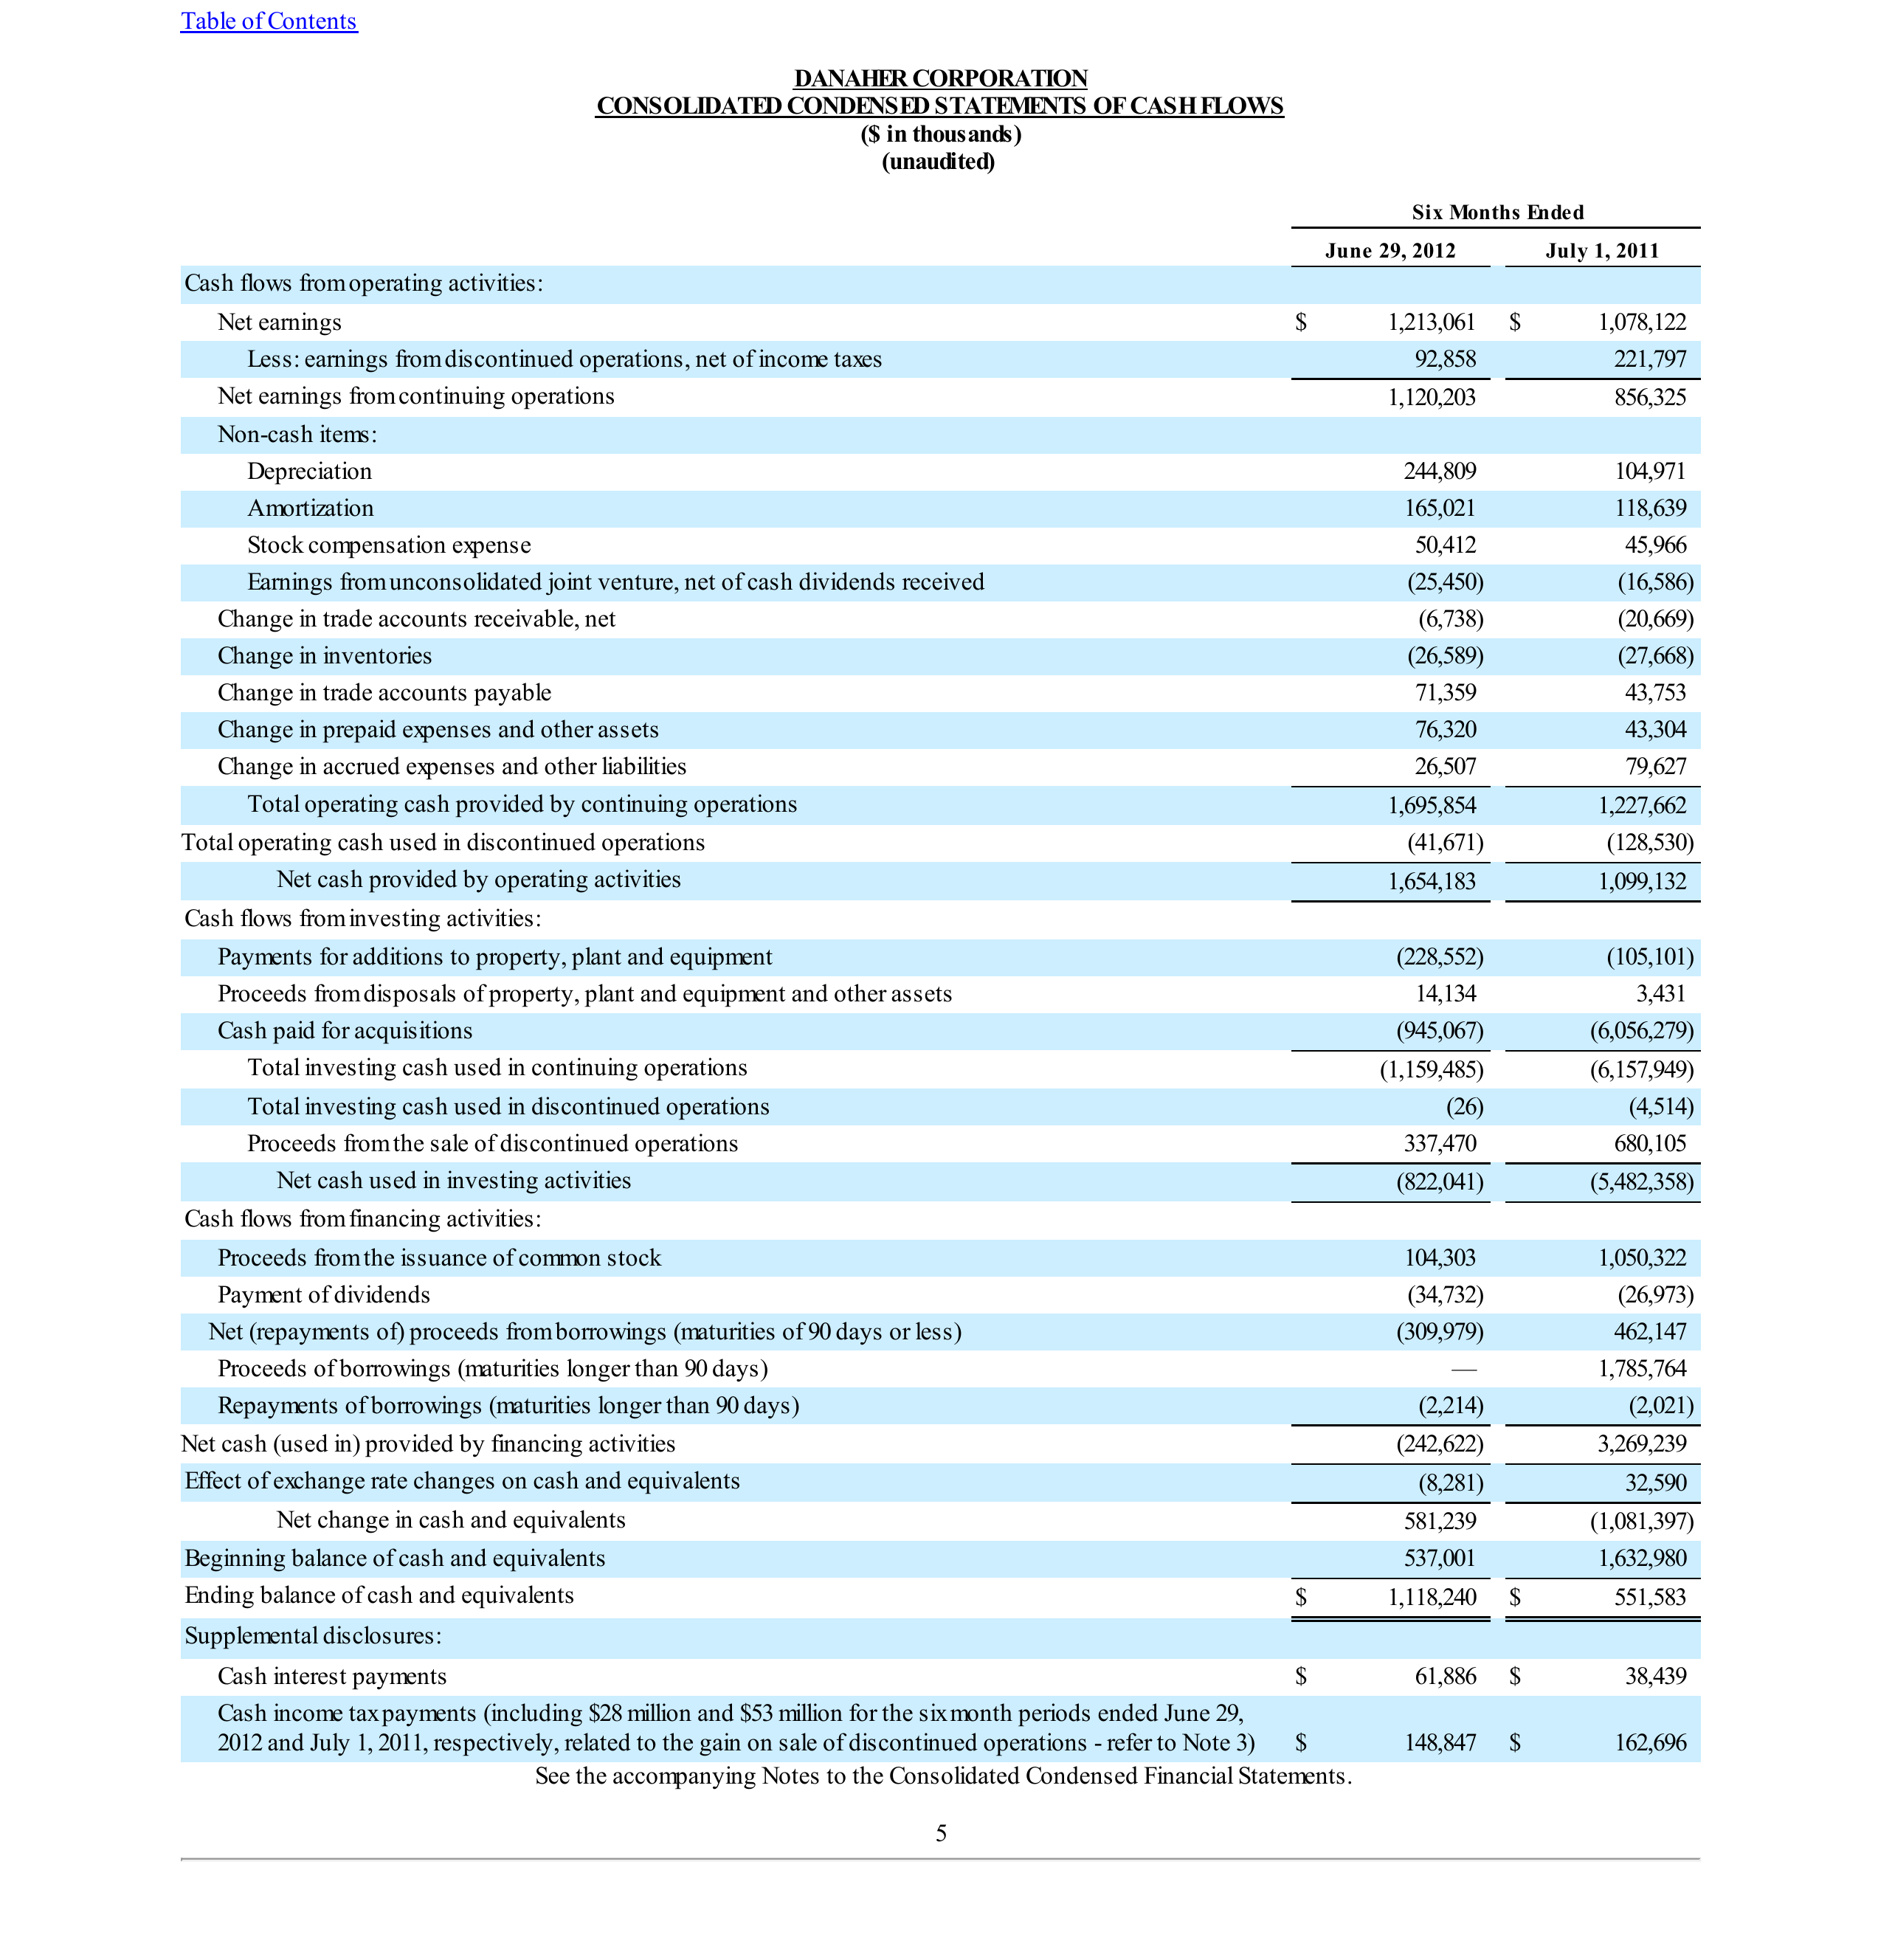 Table of Contents
DANAHER CORPORATION
CONSOLIDATED CONDENSED STATEMENTS OF CASH FLOWS
($ in thousands)
(unaudited)
Six Months Ended
June 29, 2012 July 1, 2011
Cash flows from operating activities:
Net earnings $ 1,213,061 $ 1,078,122
Less: earnings from discontinued operations, net of income taxes 92,858 221,797
Net earnings from continuing operations 1,120,203 856,325
Non-cash items:
Depreciation 244,809 104,971
Amortization 165,021 118,639
Stock compensation expense 50,412 45,966
Earnings from unconsolidated joint venture, net of cash dividends received (25,450) (16,586)
Change in trade accounts receivable, net (6,738) (20,669)
Change in inventories (26,589) (27,668)
Change in trade accounts payable 71,359 43,753
Change in prepaid expenses and other assets 76,320 43,304
Change in accrued expenses and other liabilities 26,507 79,627
Total operating cash provided by continuing operations 1,695,854 1,227,662
Total operating cash used in discontinued operations (41,671) (128,530)
Net cash provided by operating activities 1,654,183 1,099,132
Cash flows from investing activities:
Payments for additions to property, plant and equipment (228,552) (105,101)
Proceeds from disposals of property, plant and equipment and other assets 14,134 3,431
Cash paid for acquisitions (945,067) (6,056,279)
Total investing cash used in continuing operations (1,159,485) (6,157,949)
Total investing cash used in discontinued operations (26) (4,514)
Proceeds from the sale of discontinued operations 337,470 680,105
Net cash used in investing activities (822,041) (5,482,358)
Cash flows from financing activities:
Proceeds from the issuance of common stock 104,303 1,050,322
Payment of dividends (34,732) (26,973)
Net (repayments of) proceeds from borrowings (maturities of 90 days or less) (309,979) 462,147
Proceeds of borrowings (maturities longer than 90 days) — 1,785,764
Repayments of borrowings (maturities longer than 90 days) (2,214) (2,021)
Net cash (used in) provided by financing activities (242,622) 3,269,239
Effect of exchange rate changes on cash and equivalents (8,281) 32,590
Net change in cash and equivalents 581,239 (1,081,397)
Beginning balance of cash and equivalents 537,001 1,632,980
Ending balance of cash and equivalents $ 1,118,240 $ 551,583
Supplemental disclosures:
Cash interest payments $ 61,886 $ 38,439
Cash income tax payments (including $28 million and $53 million for the six month periods ended June 29,
2012 and July 1, 2011, respectively, related to the gain on sale of discontinued operations - refer to Note 3) $ 148,847 $ 162,696
See the accompanying Notes to the Consolidated Condensed Financial Statements.
5